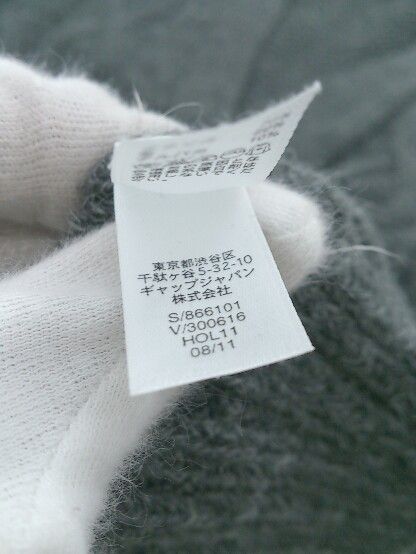 東京都渋谷区
千駄ヶ谷5-32-10
ギャップジャパン
株式会社
S/866101
V/300616
HOL11
08/11